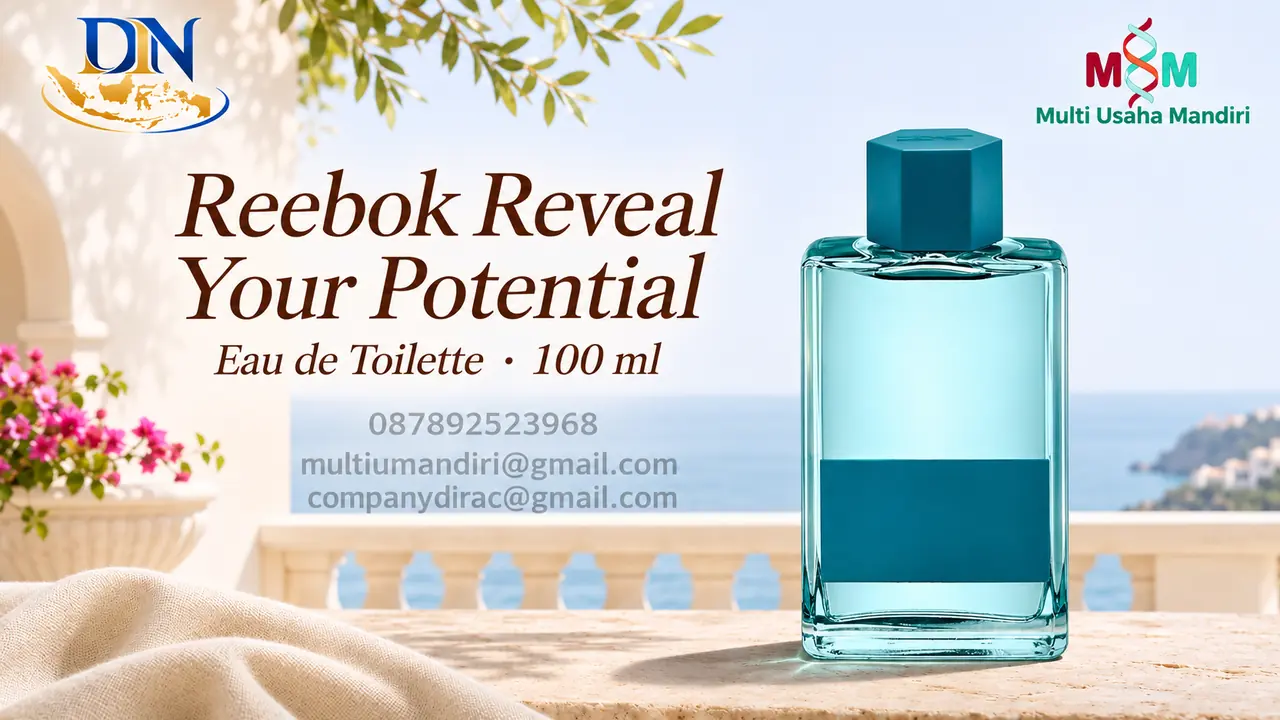 DIN
MSM
Multi Usaha Mandiri
Reebok Reveal
Your Potential
Eau de Toilette • 100 ml
087892523968
multiumandiri@gmail.com
companydirac@gmail.com